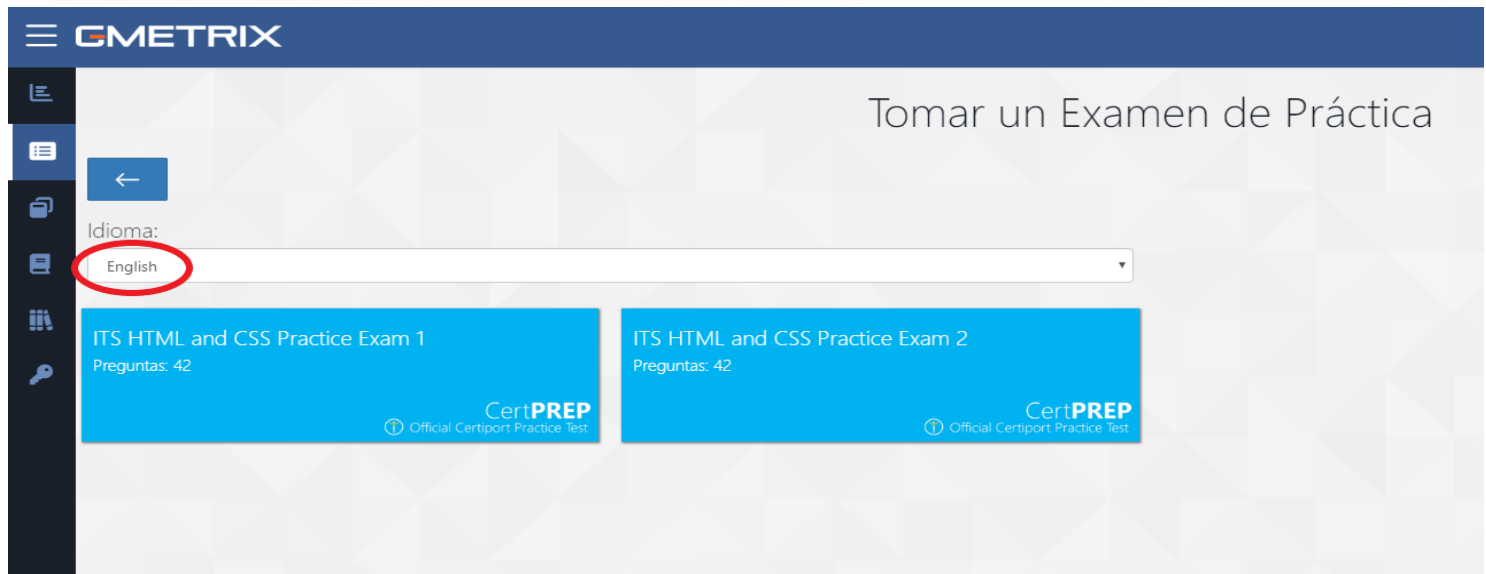 GMETRIX
Tomar un Examen de Práctica
Idioma:
English
ITS HTML and CSS Practice Exam 1
Preguntas: 42
CertPREP
Official Certiport Practice Test
ITS HTML and CSS Practice Exam 2
Preguntas: 42
CertPREP
Official Certiport Practice Test